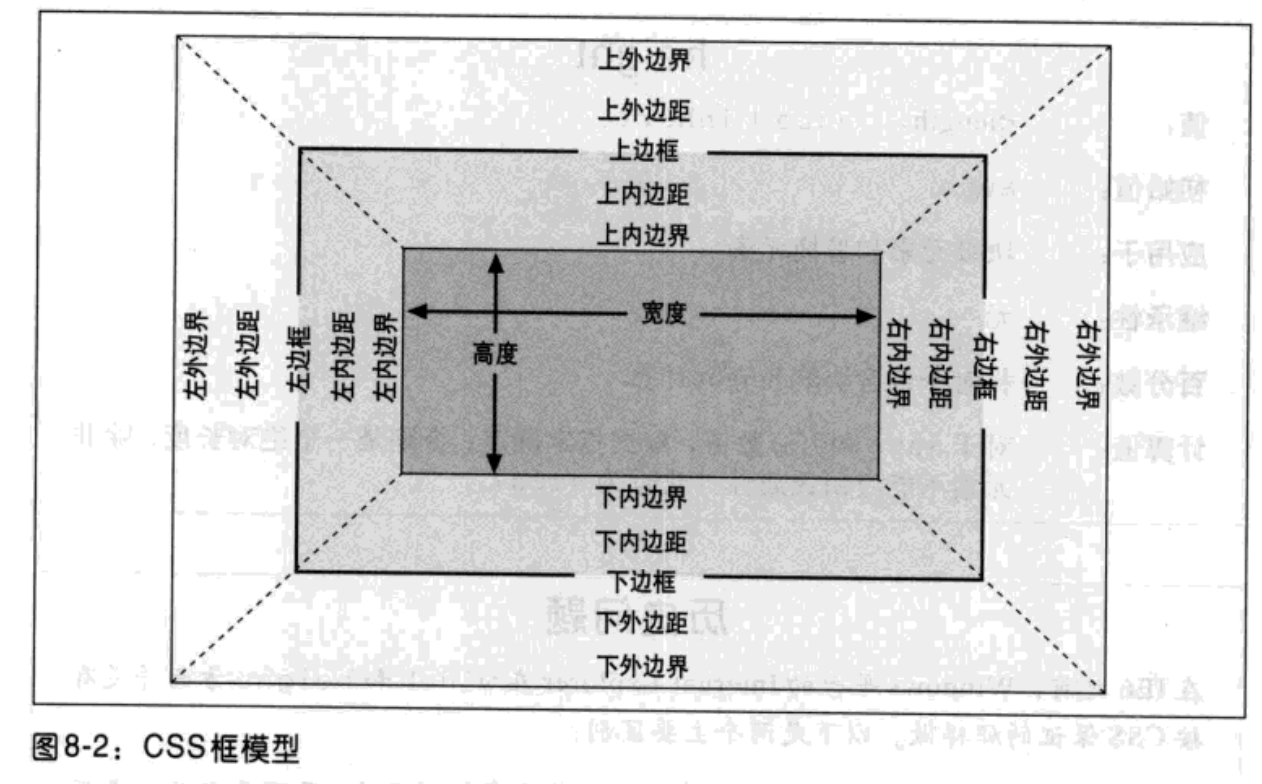 上外边界
上外边距
上边框
上内边距
上内边界
左外边界
左外边距
左边框
左内边距
左内边界
宽度
高度
右内边界
右内边距
右边框
右外边距
右外边界
下内边界
下内边距
下边框
下外边距
下外边界
图8-2：CSS框模型